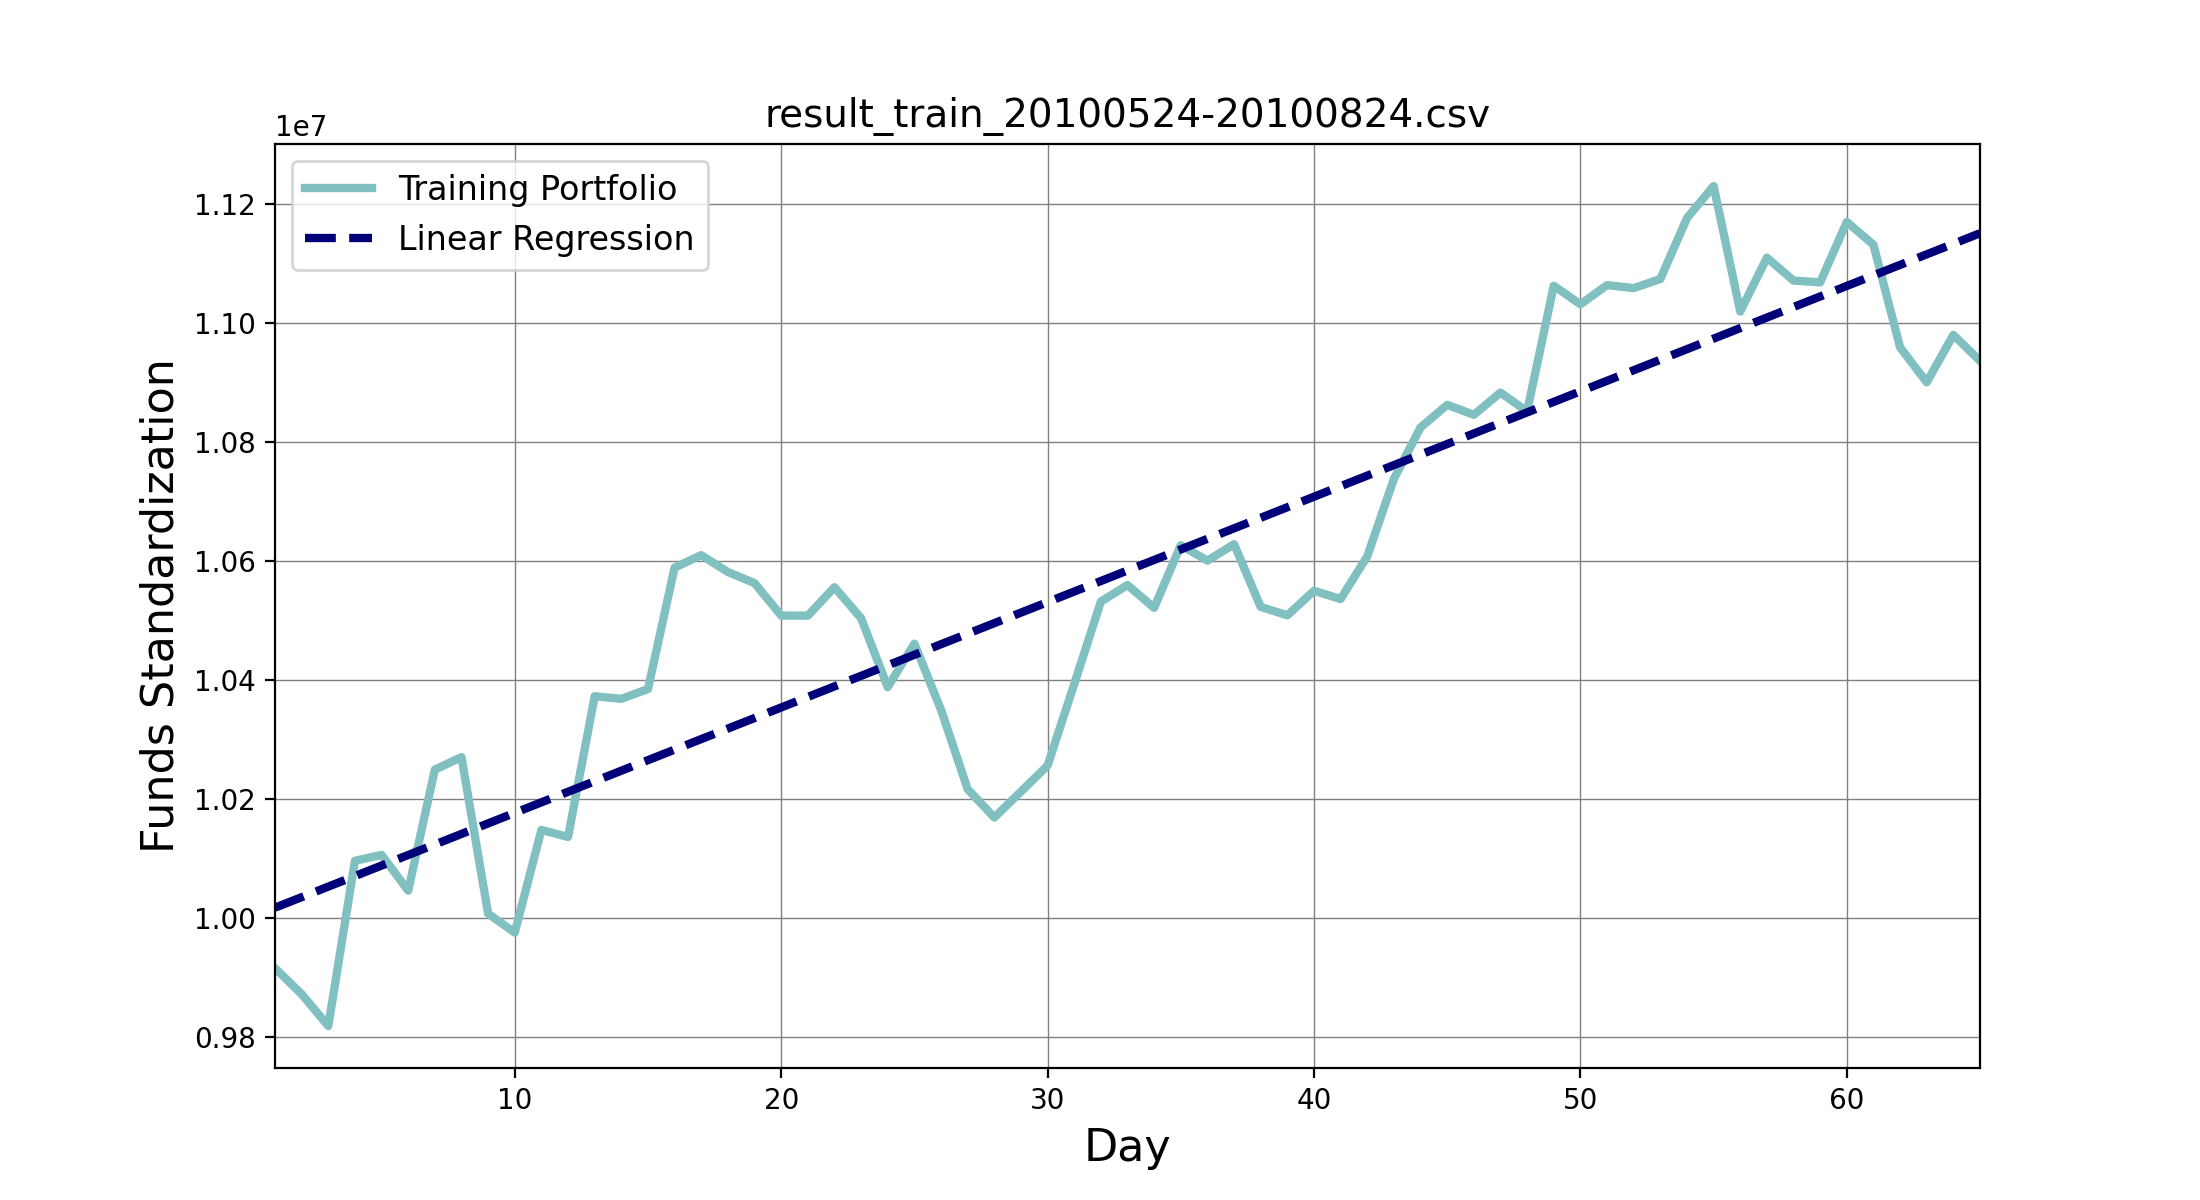 result_train_20100524-20100824.csv
1e7
Training Portfolio
Linear Regression
1.12
1.10
1.08
1.06
1.04
1.02
1.00
0.98
Funds Standardization
10 20 30 40 50 60
Day